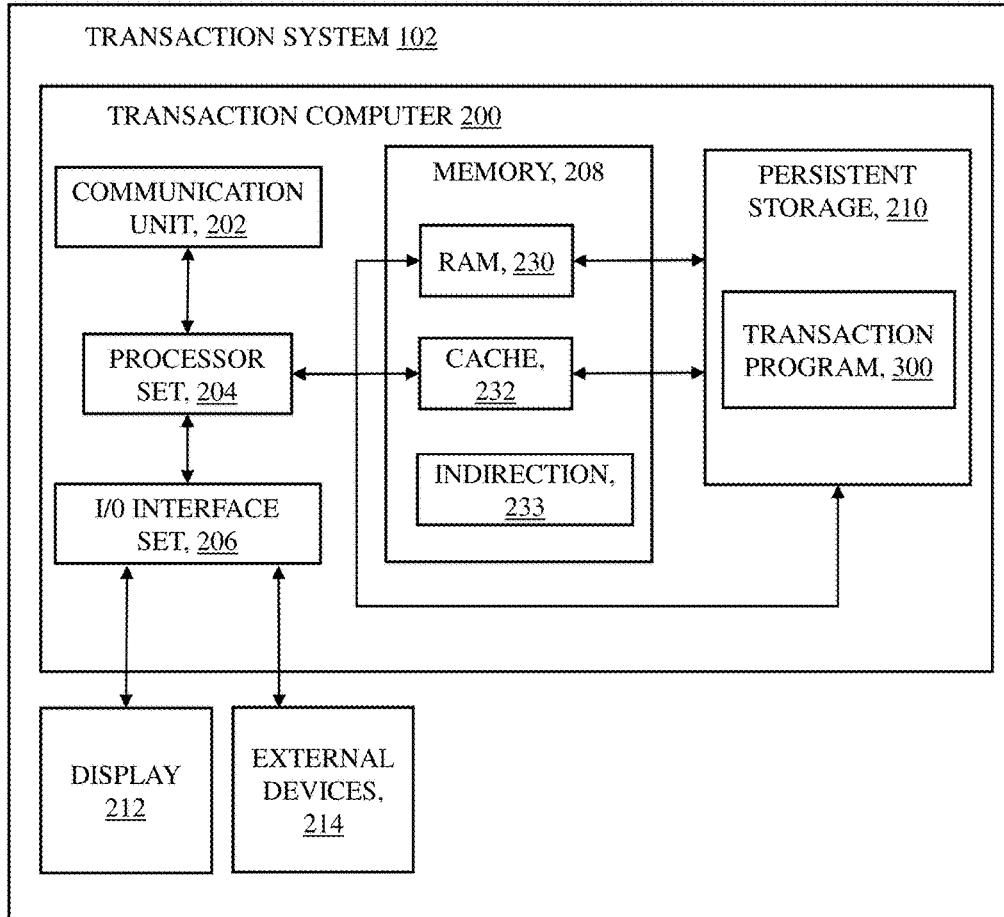 TRANSACTION SYSTEM 102
TRANSACTION COMPUTER 200
COMMUNICATION
UNIT, 202
PROCESSOR
SET, 204
I/0 INTERFACE
SET, 206
MEMORY, 208
RAM, 230
CACHE,
232
INDIRECTION,
233
PERSISTENT
STORAGE, 210
TRANSACTION
PROGRAM, 300
DISPLAY
212
EXTERNAL
DEVICES,
214